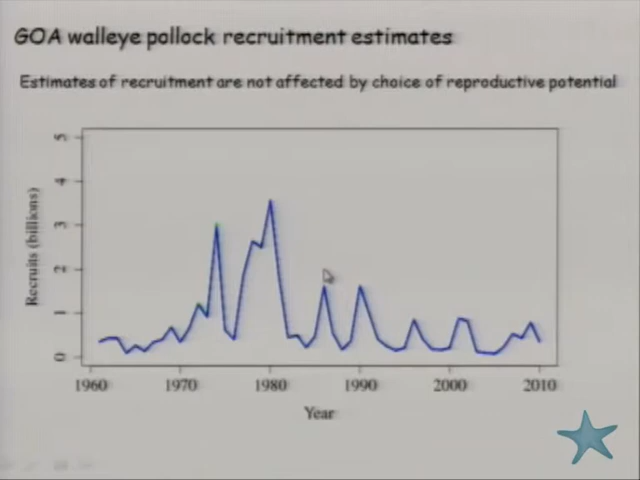 GOA walleye pollock recruitment estimates
Estimates of recruitment are not affected by choice of reproductive potential
5
4
3
2
1
0
Recruits (billions)
1960 1970 1980 1990 2000 2010
Year